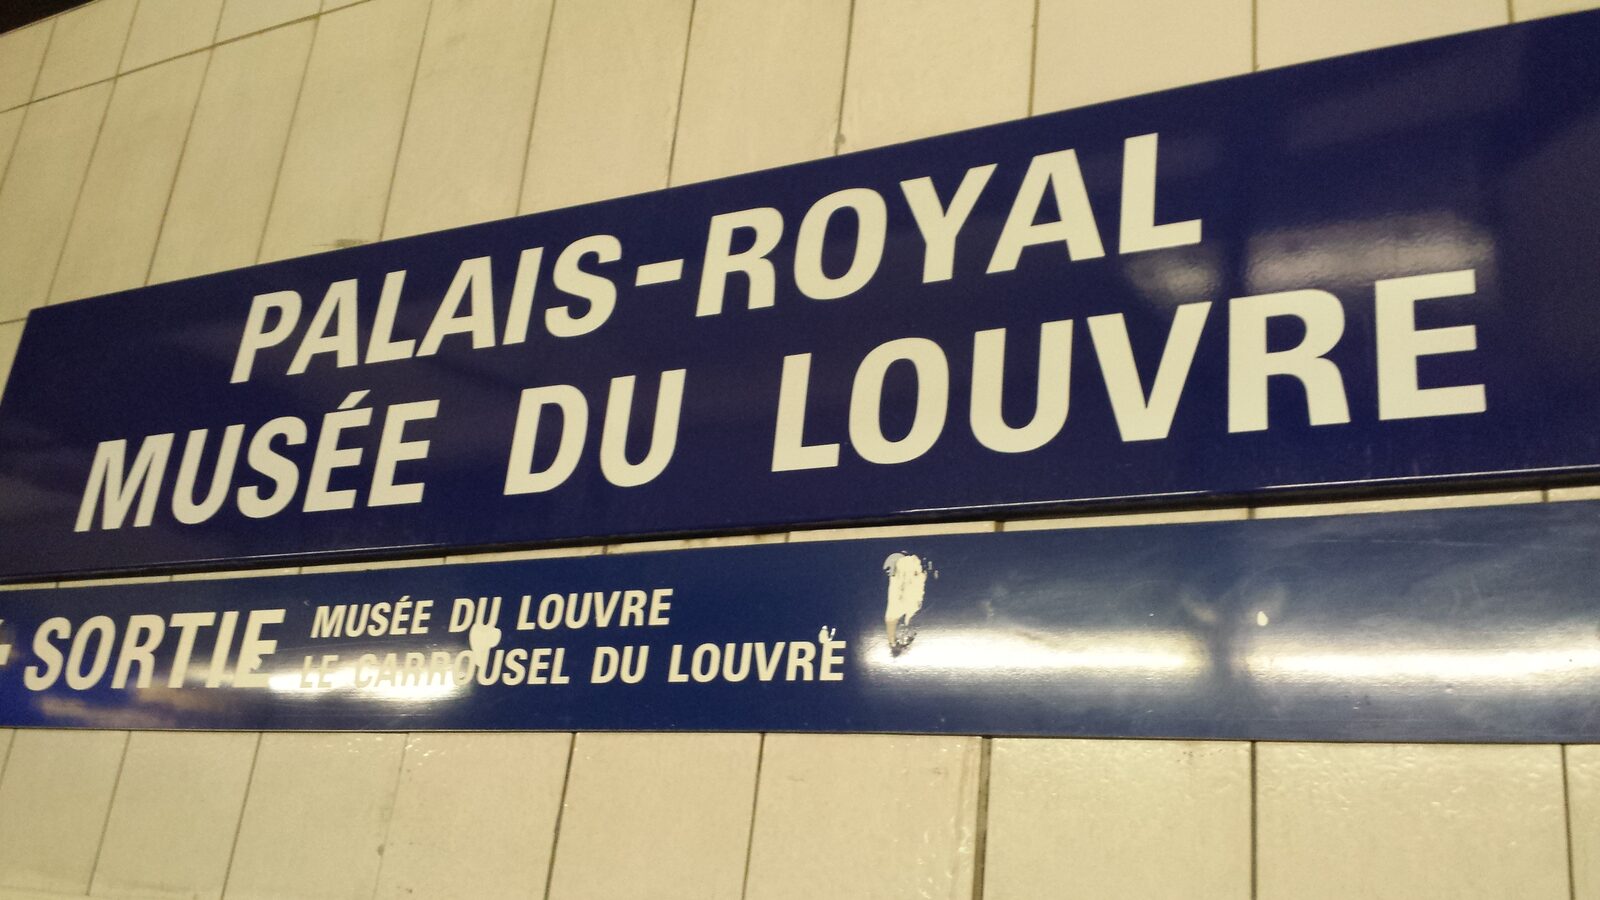 PALAIS-ROYAL
MUSÉE DU LOUVRE
SORTIE MUSÉE DU LOUVRE
LE CARROUSEL DU LOUVRE